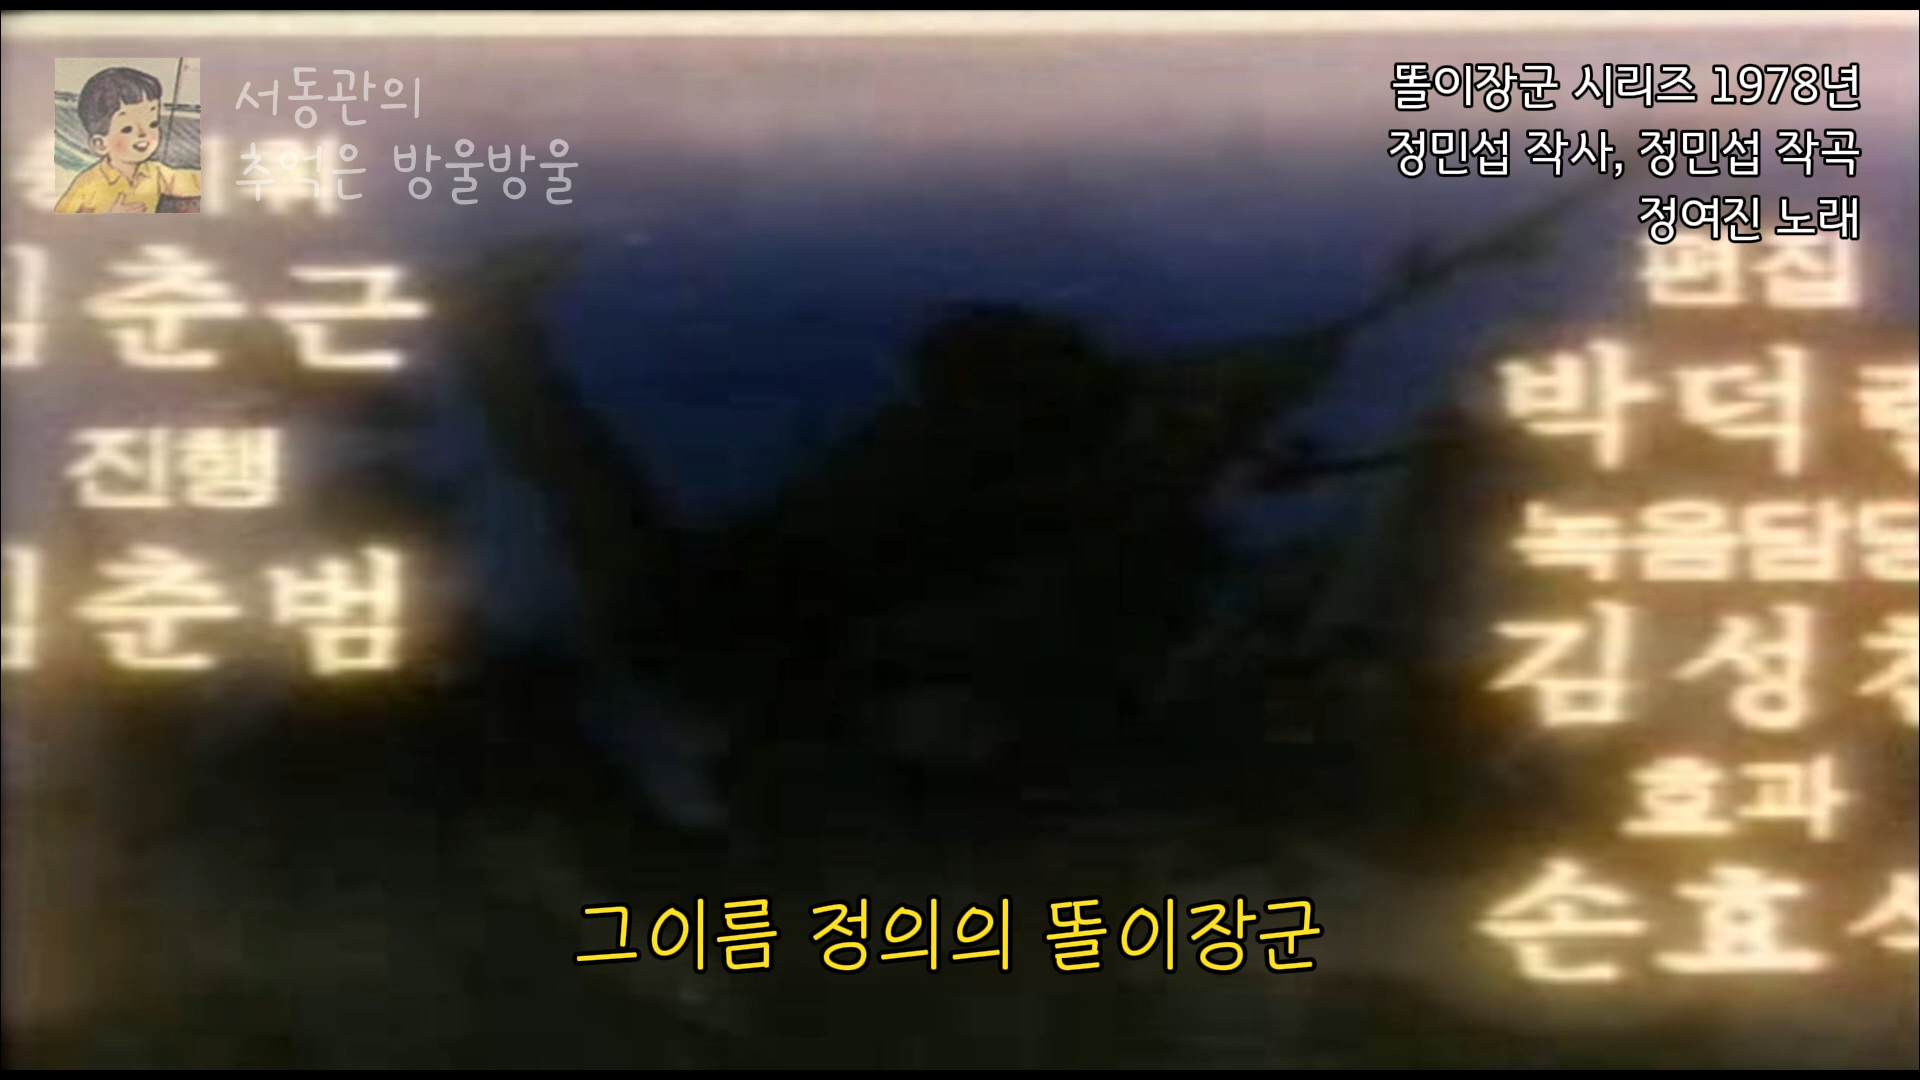 서동관의
추억은 방울방울
똘이장군 시리즈 1978년
정민섭 작사, 정민섭 작곡
정여진 노래
춘근
진행
춘범
편집
박덕
녹음담당
김성
효과
손효
그이름 정의의 똘이장군